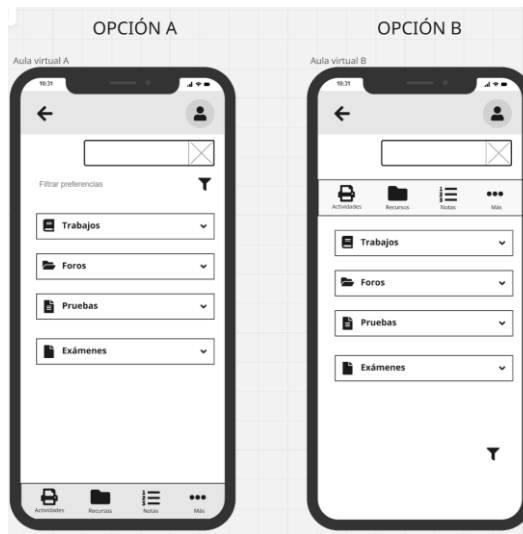 OPCIÓN A
Aula virtual A
10:31
Filtrar preferencias
Trabajos
Foros
Pruebas
Exámenes
Actividades Recursos Notas Más
OPCIÓN B
Aula virtual B
10:31
Actividades Recursos Notas Más
Trabajos
Foros
Pruebas
Exámenes